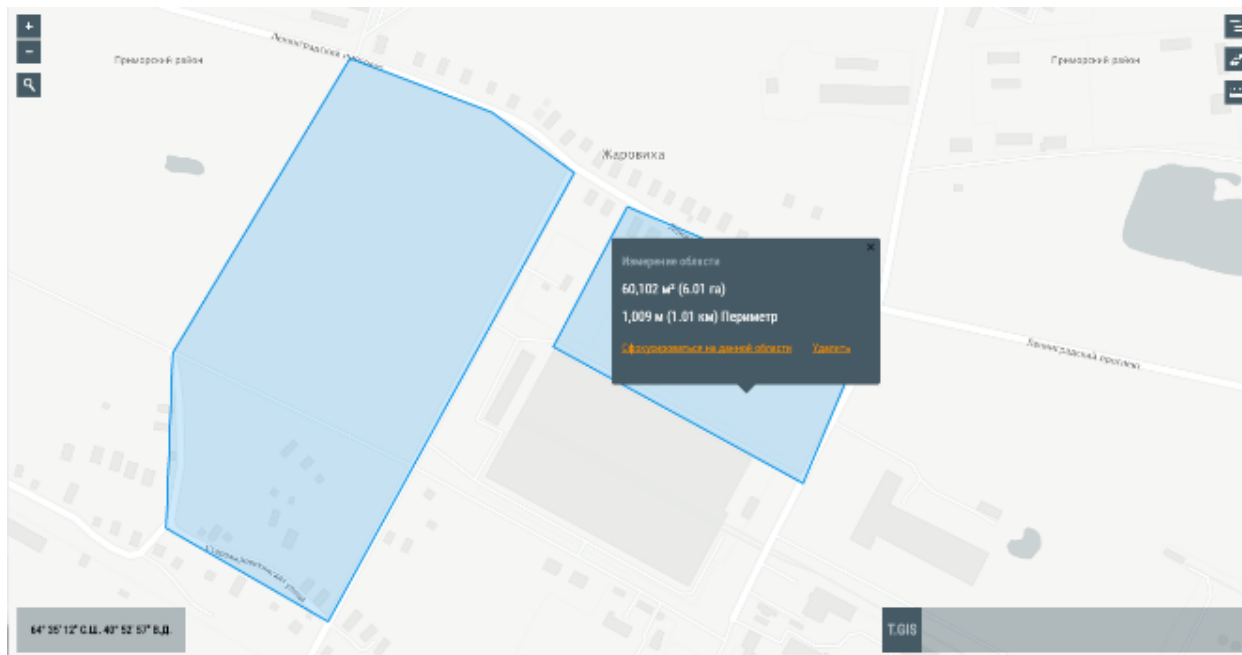 +
Ленинградский проспект
−
Приморский район
Приморский район
Жаровиха
Измерение области
60,102 м² (6.01 га)
1,009 м (1.01 км) Периметр
Сфокусироваться на данной области Удалить
Ленинградский проспект
64° 35' 12" С.Ш. 40° 52' 57" В.Д.
T.GIS